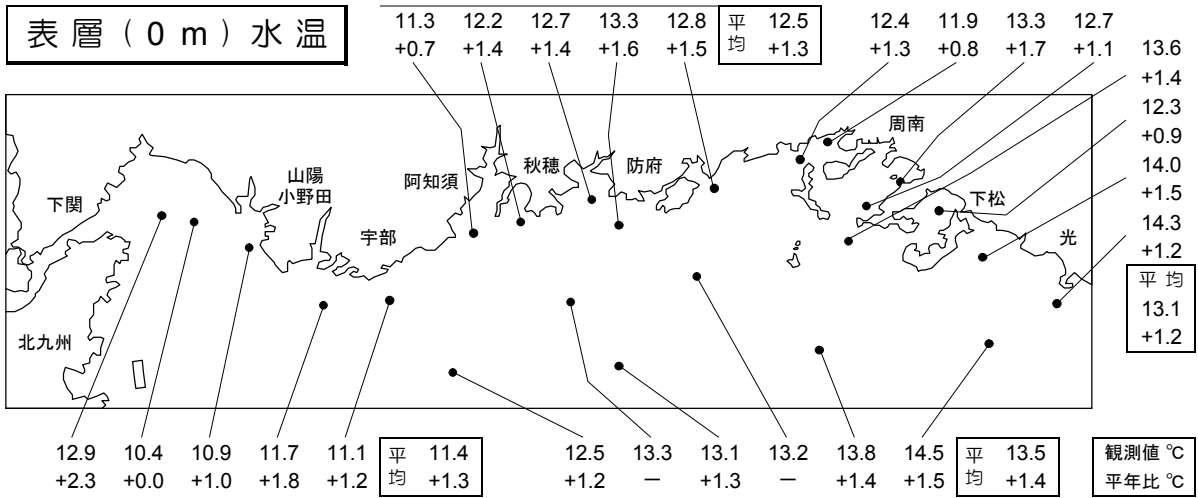 表層（0 m）水温
11.3 12.2 12.7 13.3 12.8 平均 12.5
+0.7 +1.4 +1.4 +1.6 +1.5 +1.3
12.4 11.9 13.3 12.7
+1.3 +0.8 +1.7 +1.1
13.6
+1.4
12.3
+0.9
14.0
+1.5
14.3
+1.2
平均
13.1
+1.2
周南
防府
秋穂
阿知須
山陽
小野田
下関
宇部
下松
光
北九州
12.9 10.4 10.9 11.7 11.1 平均 11.4
+2.3 +0.0 +1.0 +1.8 +1.2 +1.3
12.5 13.3 13.1 13.2 13.8 14.5 平均 13.5
+1.2 － +1.3 － +1.4 +1.5 +1.4
観測値 ℃
平年比 ℃